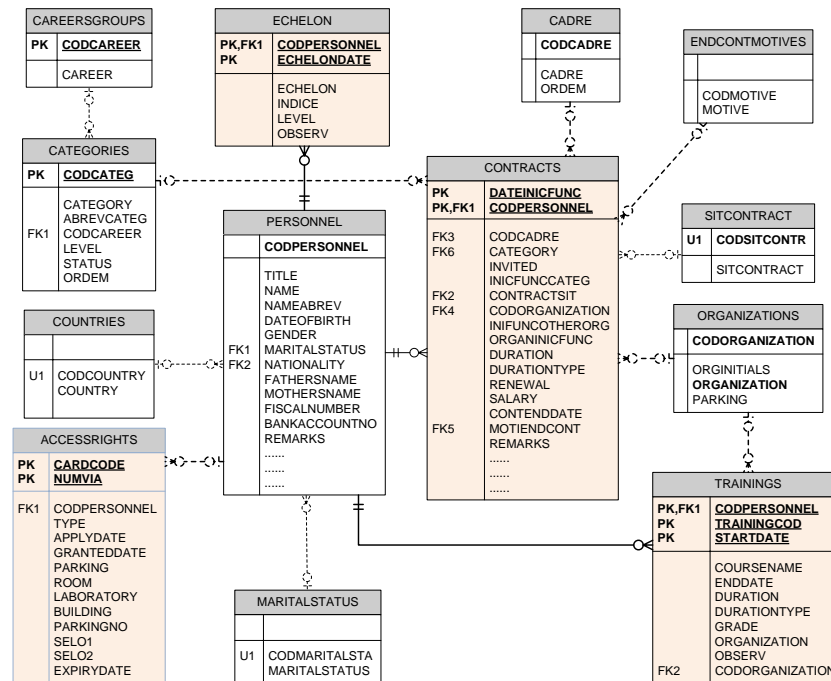 CAREERSGROUPS
PK CODCAREER
CAREER
ECHELON
PK,FK1 CODPERSONNEL
PK ECHELONDATE
ECHELON
INDICE
LEVEL
OBSERV
CADRE
CODCADRE
CADRE
ORDEM
ENDCONTMOTIVES
CODMOTIVE
MOTIVE
CATEGORIES
PK CODCATEG
CATEGORY
ABREVCATEG
FK1 CODCAREER
LEVEL
STATUS
ORDEM
CONTRACTS
PK DATEINICFUNC
PK,FK1 CODPERSONNEL
FK3 CODCADRE
FK6 CATEGORY
INVITED
INICFUNCCATEG
FK2 CONTRACTSIT
FK4 CODORGANIZATION
INIFUNCOTHERORG
ORGANINICFUNC
DURATION
DURATIONTYPE
RENEWAL
SALARY
CONTENDDATE
FK5 MOTIENDCONT
REMARKS
......
......
......
PERSONNEL
CODPERSONNEL
TITLE
NAME
NAMEABREV
DATEOFBIRTH
GENDER
FK1 MARITALSTATUS
FK2 NATIONALITY
FATHERSNAME
MOTHERSNAME
FISCALNUMBER
BANKACCOUNTNO
REMARKS
......
......
......
SITCONTRACT
U1 CODSITCONTR
SITCONTRACT
COUNTRIES
U1 CODCOUNTRY
COUNTRY
ORGANIZATIONS
CODORGANIZATION
ORGINITIALS
ORGANIZATION
PARKING
ACCESSRIGHTS
PK CARDCODE
PK NUMVIA
FK1 CODPERSONNEL
TYPE
APPLYDATE
GRANTEDDATE
PARKING
ROOM
LABORATORY
BUILDING
PARKINGNO
SELO1
SELO2
EXPIRYDATE
TRAININGS
PK,FK1 CODPERSONNEL
PK TRAININGCOD
PK STARTDATE
COURSENAME
ENDDATE
DURATION
DURATIONTYPE
GRADE
ORGANIZATION
OBSERV
FK2 CODORGANIZATION
MARITALSTATUS
U1 CODMARITALSTA
MARITALSTATUS